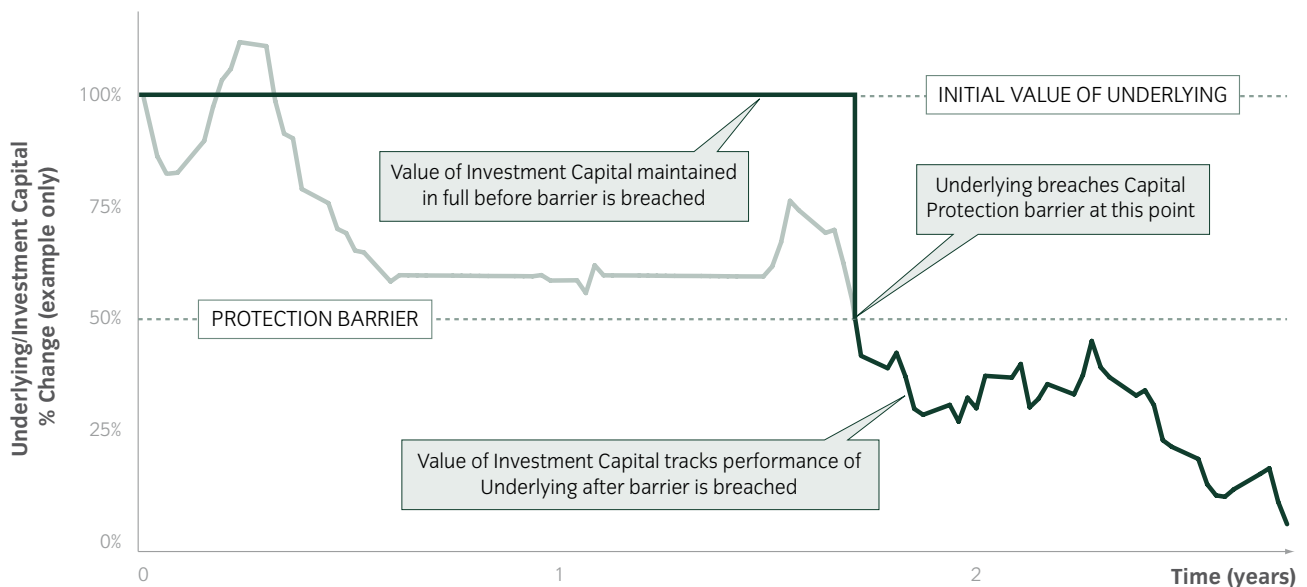 Underlying/Investment Capital
% Change (example only)
100%
75%
50%
25%
0%
INITIAL VALUE OF UNDERLYING
Value of Investment Capital maintained
in full before barrier is breached
Underlying breaches Capital
Protection barrier at this point
PROTECTION BARRIER
Value of Investment Capital tracks performance of
Underlying after barrier is breached
0
1
2
Time (years)